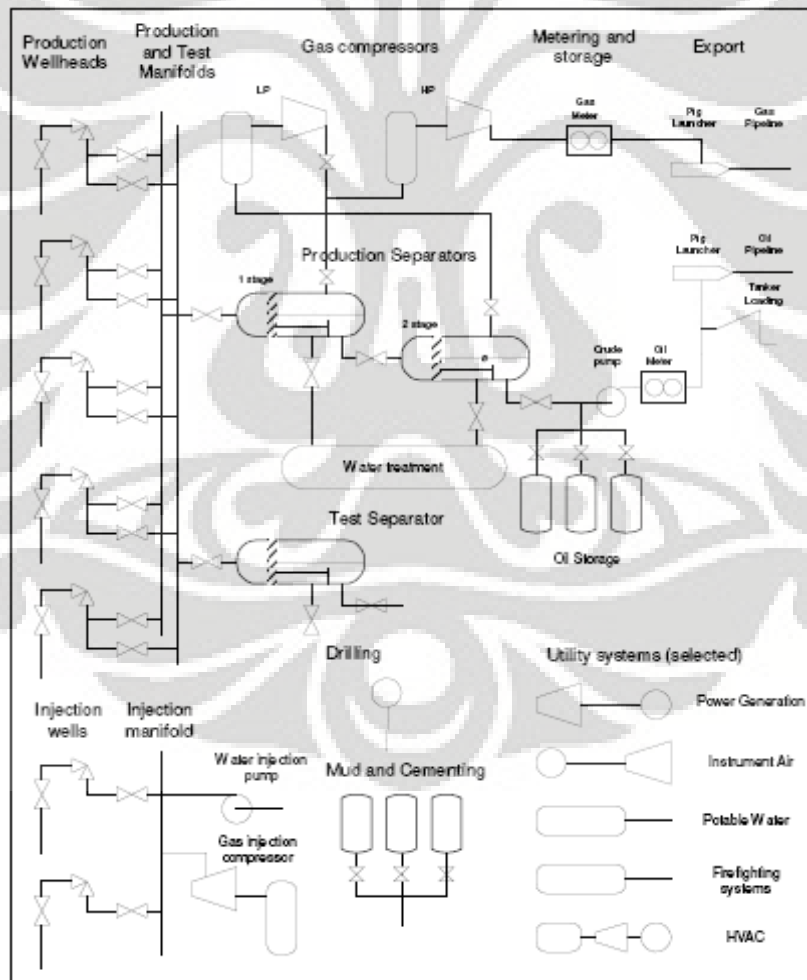 Production
Wellheads
Production
and Test
Manifolds
Gas compressors
Metering and
storage
Export
LP
HP
Gas
Meter
Pig
Launcher
Gas
Pipeline
Production Separators
1 stage
2 stage
Pig
Launcher
Oil
Pipeline
Tanker
Loading
Crude
pump
Oil
Meter
Water treatment
Test Separator
Oil Storage
Drilling
Utility systems (selected)
Injection
wells
Injection
manifold
Water injection
pump
Gas injection
compressor
Mud and Cementing
Power Generation
Instrument Air
Potable Water
Firefighting
systems
HVAC